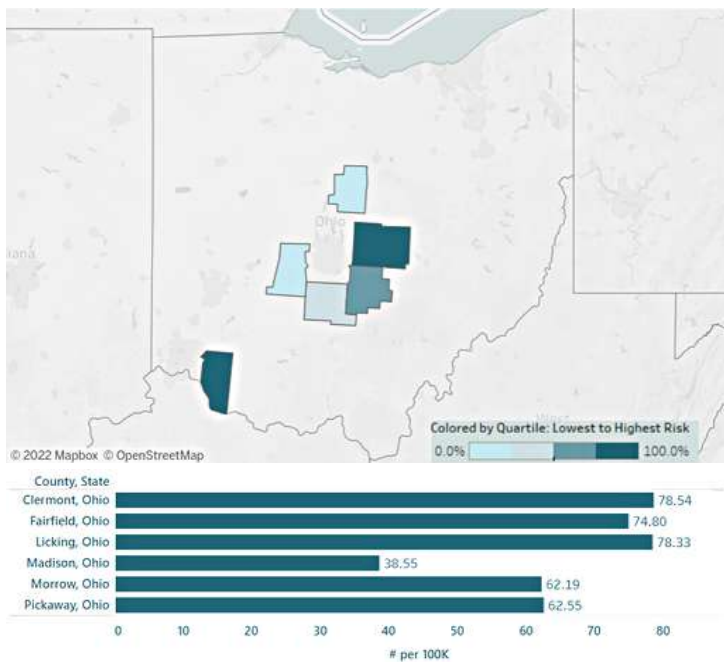 Ohio
iana
West
Colored by Quartile: Lowest to Highest Risk
0.0% 100.0%
© 2022 Mapbox © OpenStreetMap
County, State
Clermont, Ohio 78.54
Fairfield, Ohio 74.80
Licking, Ohio 78.33
Madison, Ohio 38.55
Morrow, Ohio 62.19
Pickaway, Ohio 62.55
0 10 20 30 40 50 60 70 80
# per 100K